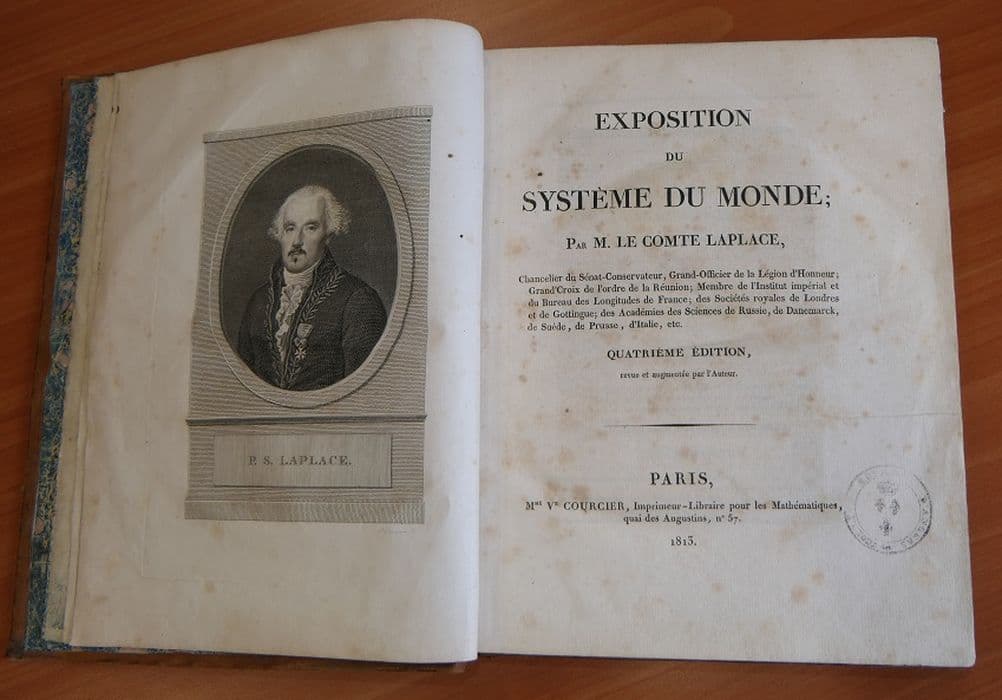 P. S. LAPLACE.
EXPOSITION
DU
SYSTÈME DU MONDE;
PAR M. LE COMTE LAPLACE,
Chancelier du Sénat-Conservateur, Grand-Officier de la Légion d'Honneur;
Grand'Croix de l'ordre de la Réunion; Membre de l'Institut impérial et
du Bureau des Longitudes de France; des Sociétés royales de Londres
et de Gottingue; des Académies des Sciences de Russie, de Danemarck,
de Suède, de Prusse, d'Italie, etc.
QUATRIÈME ÉDITION,
revue et augmentée par l'Auteur.
PARIS,
Mme Ve COURCIER, Imprimeur-Libraire pour les Mathématiques,
quai des Augustins, n° 57.
1813.